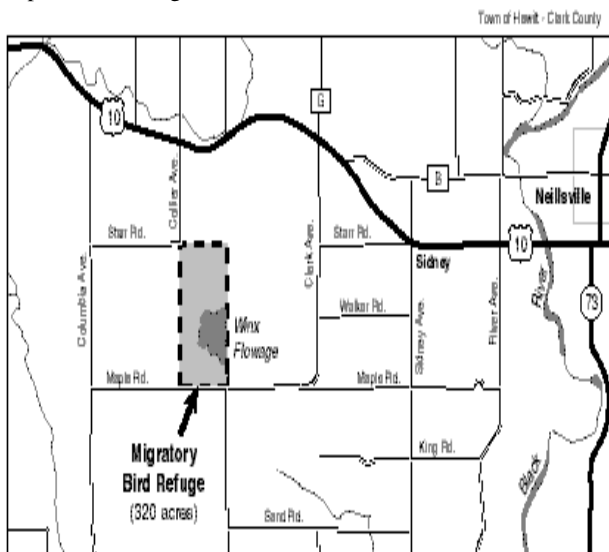 Town of Hewitt - Clark County
10
G
B
Neillsville
Collier Ave.
Starr Rd.
Clark Ave.
Starr Rd.
Sidney
10
River
73
Columbia Ave.
Walker Rd.
Sidney Ave.
River Ave.
Flowage
Maple Rd.
Maple Rd.
Migratory
Bird Refuge
(320 acres)
King Rd.
Black
Sand Rd.